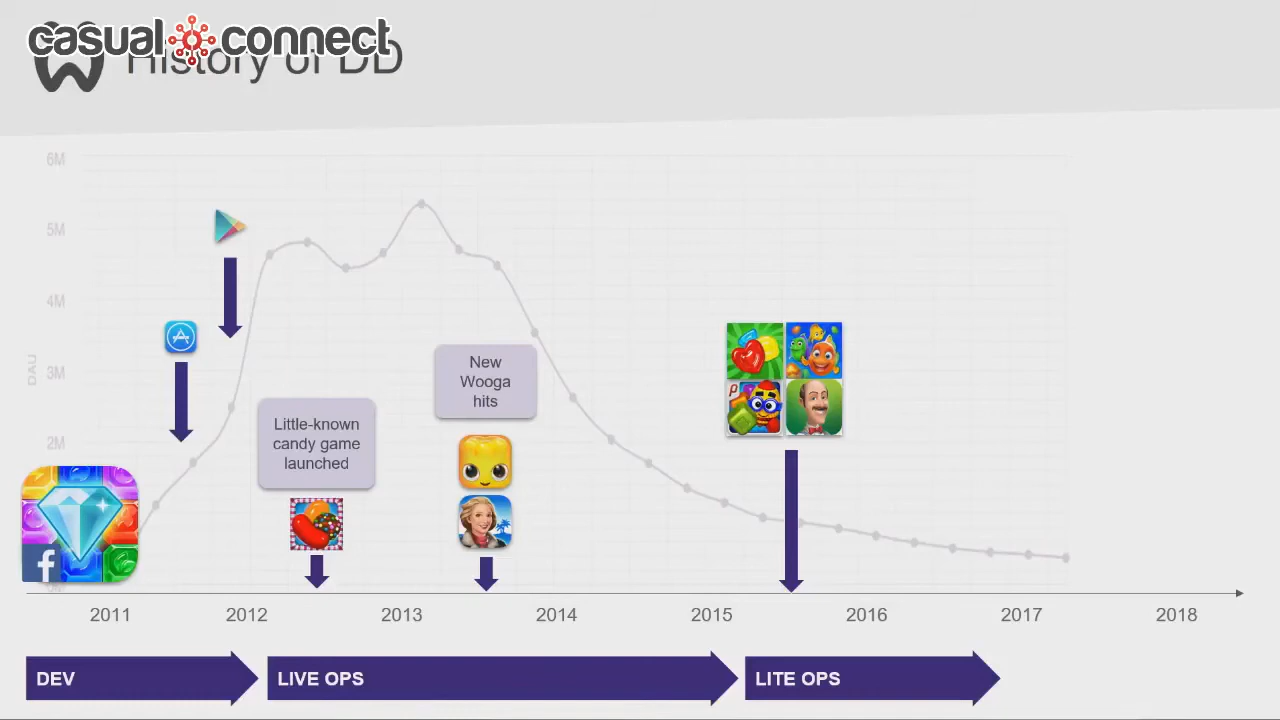 casual connect
History of DD
6M
5M
4M
3M
2M
DAU
Little-known
candy game
launched
New
Wooga
hits
f
2011
2012
2013
2014
2015
2016
2017
2018
DEV
LIVE OPS
LITE OPS